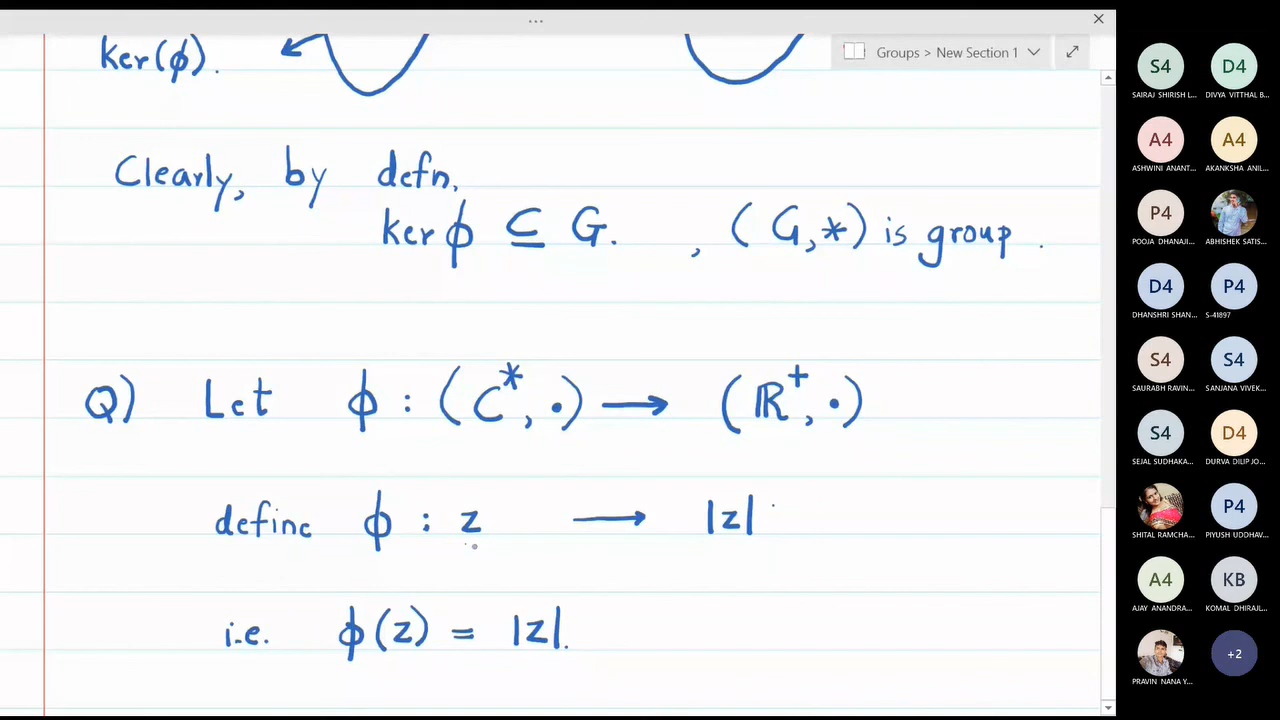 ...
ker(ϕ).
Groups > New Section 1
Clearly, by defn,
ker ϕ ⊆ G. , (G,*) is group.
Q) Let ϕ : (C*, •) → (R⁺, •)
define ϕ : z → |z|
i.e. ϕ(z) = |z|.
S4 D4
SAIRAJ SHIRISH L... DIVYA VITTHAL B...
A4 A4
ASHWINI ANANT... AKANKSHA ANIL...
P4
POOJA DHANAJI... ABHISHEK SATIS...
D4 P4
DHANSHRI SHAN... S-41897
S4 S4
SAURABH RAVIN... SANJANA VIVEK...
S4 D4
SEJAL SUDHAKA... DURVA DILIP JO...
P4
SHITAL RAMCHA... PIYUSH UDDHAV...
A4 KB
AJAY ANANDRA... KOMAL DHIRAJL...
+2
PRAVIN NANA Y...